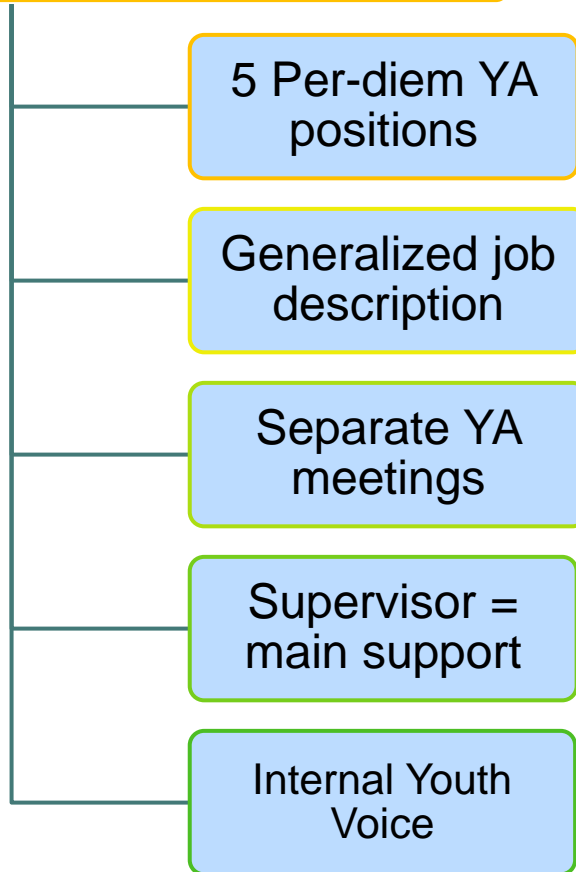 5 Per-diem YA
positions
Generalized job
description
Separate YA
meetings
Supervisor =
main support
Internal Youth
Voice